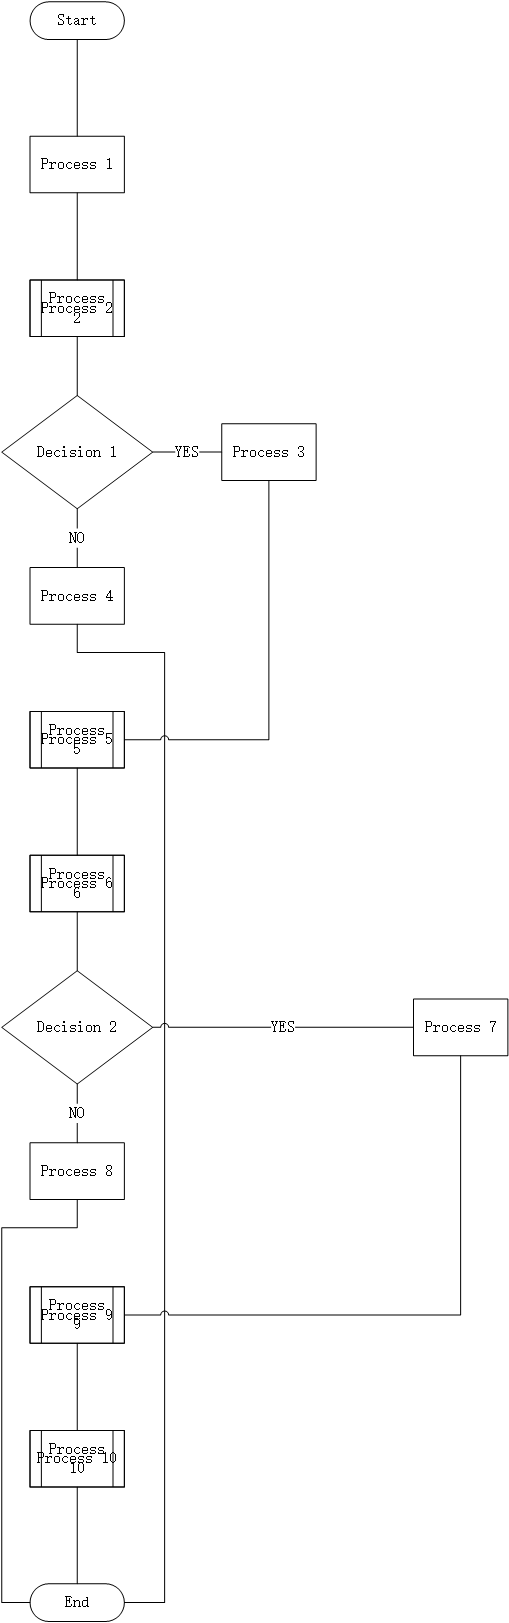 Start
Process 1
Process
Process 2
2
Decision 1
YES
Process 3
NO
Process 4
Process
Process 5
5
Process
Process 6
6
Decision 2
YES
Process 7
NO
Process 8
Process
Process 9
9
Process
Process 10
10
End